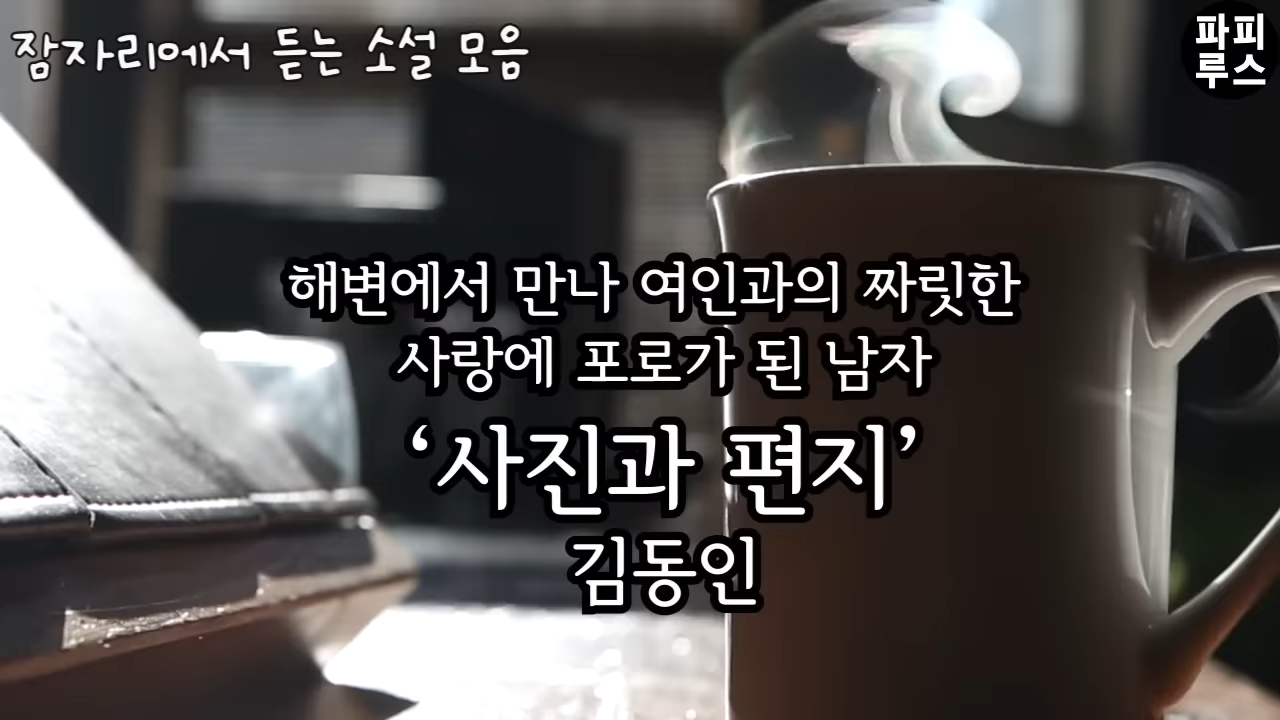 잠자리에서 듣는 소설 모음
파피
루스
해변에서 만나 여인과의 짜릿한
사랑에 포로가 된 남자
‘사진과 편지’
김동인